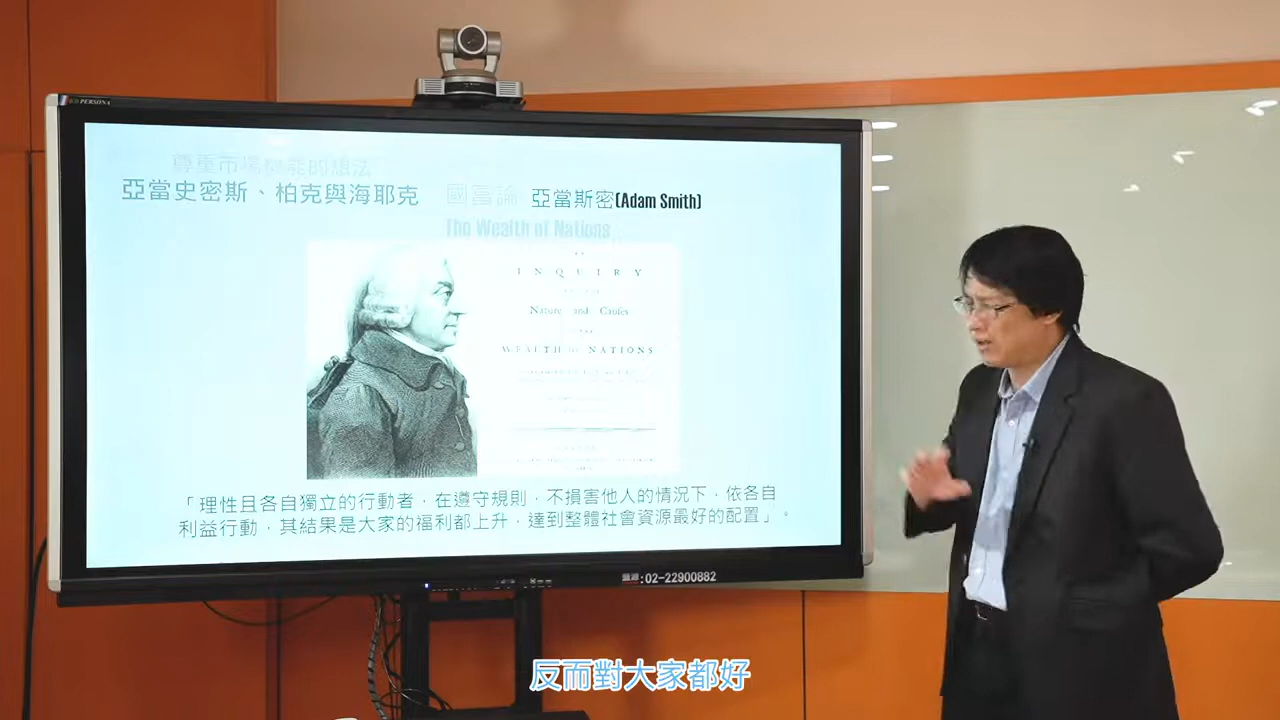 PERSONA
尊重市場機能的想法
亞當史密斯、柏克與海耶克
國富論 亞當斯密(Adam Smith)
The Wealth of Nations
INQUIRY
Nature and Caufes
WEALTH OF NATIONS
「理性且各自獨立的行動者，在遵守規則，不損害他人的情況下，依各自
利益行動，其結果是大家的福利都上升，達到整體社會資源最好的配置」。
:02-22900882
反而對大家都好